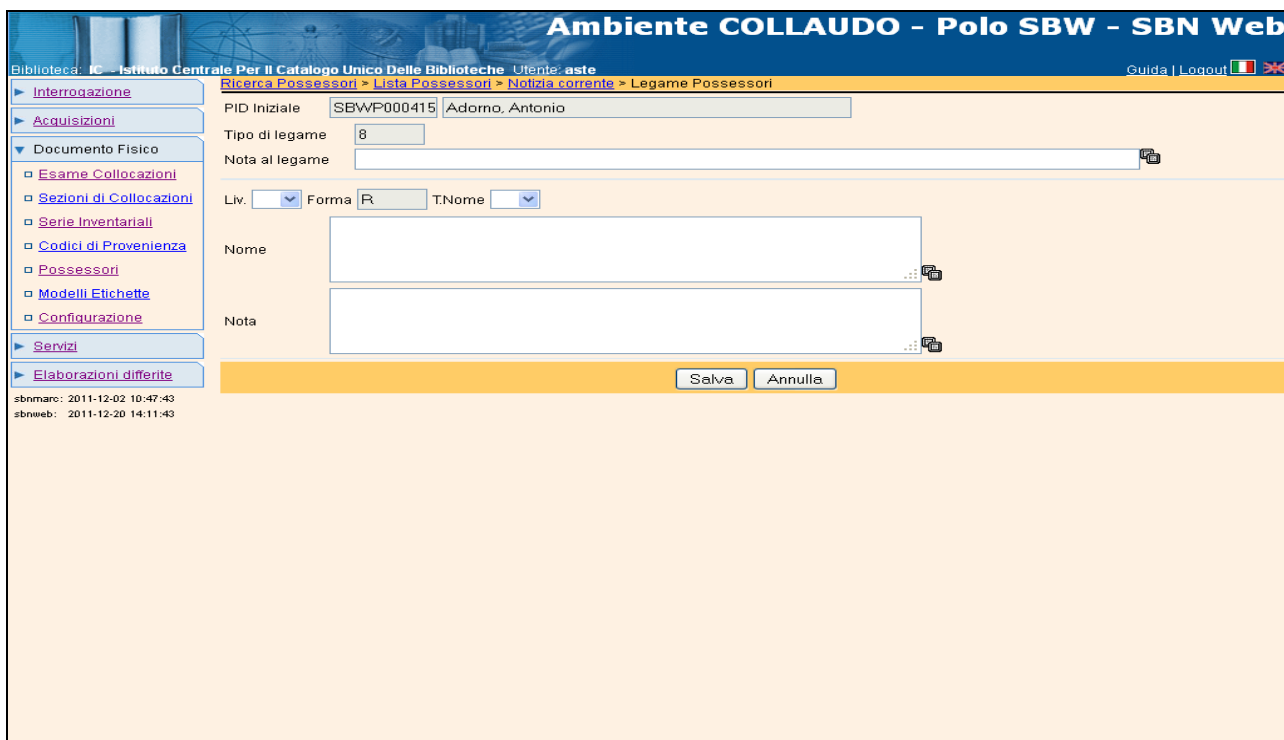 Ambiente COLLAUDO - Polo SBW - SBN Web
Biblioteca: IC - Istituto Centrale Per Il Catalogo Unico Delle Biblioteche Utente: aste
Guida | Logout
Ricerca Possessori > Lista Possessori > Notizia corrente > Legame Possessori
Interrogazione
Acquisizioni
Documento Fisico
Esame Collocazioni
Sezioni di Collocazioni
Serie Inventariali
Codici di Provenienza
Possessori
Modelli Etichette
Configurazione
Servizi
Elaborazioni differite
sbnmarc: 2011-12-02 10:47:43
sbnweb: 2011-12-20 14:11:43
PID Iniziale SBWP000415 Adorno, Antonio
Tipo di legame 8
Nota al legame
Liv. Forma R T.Nome
Nome
Nota
Salva Annulla